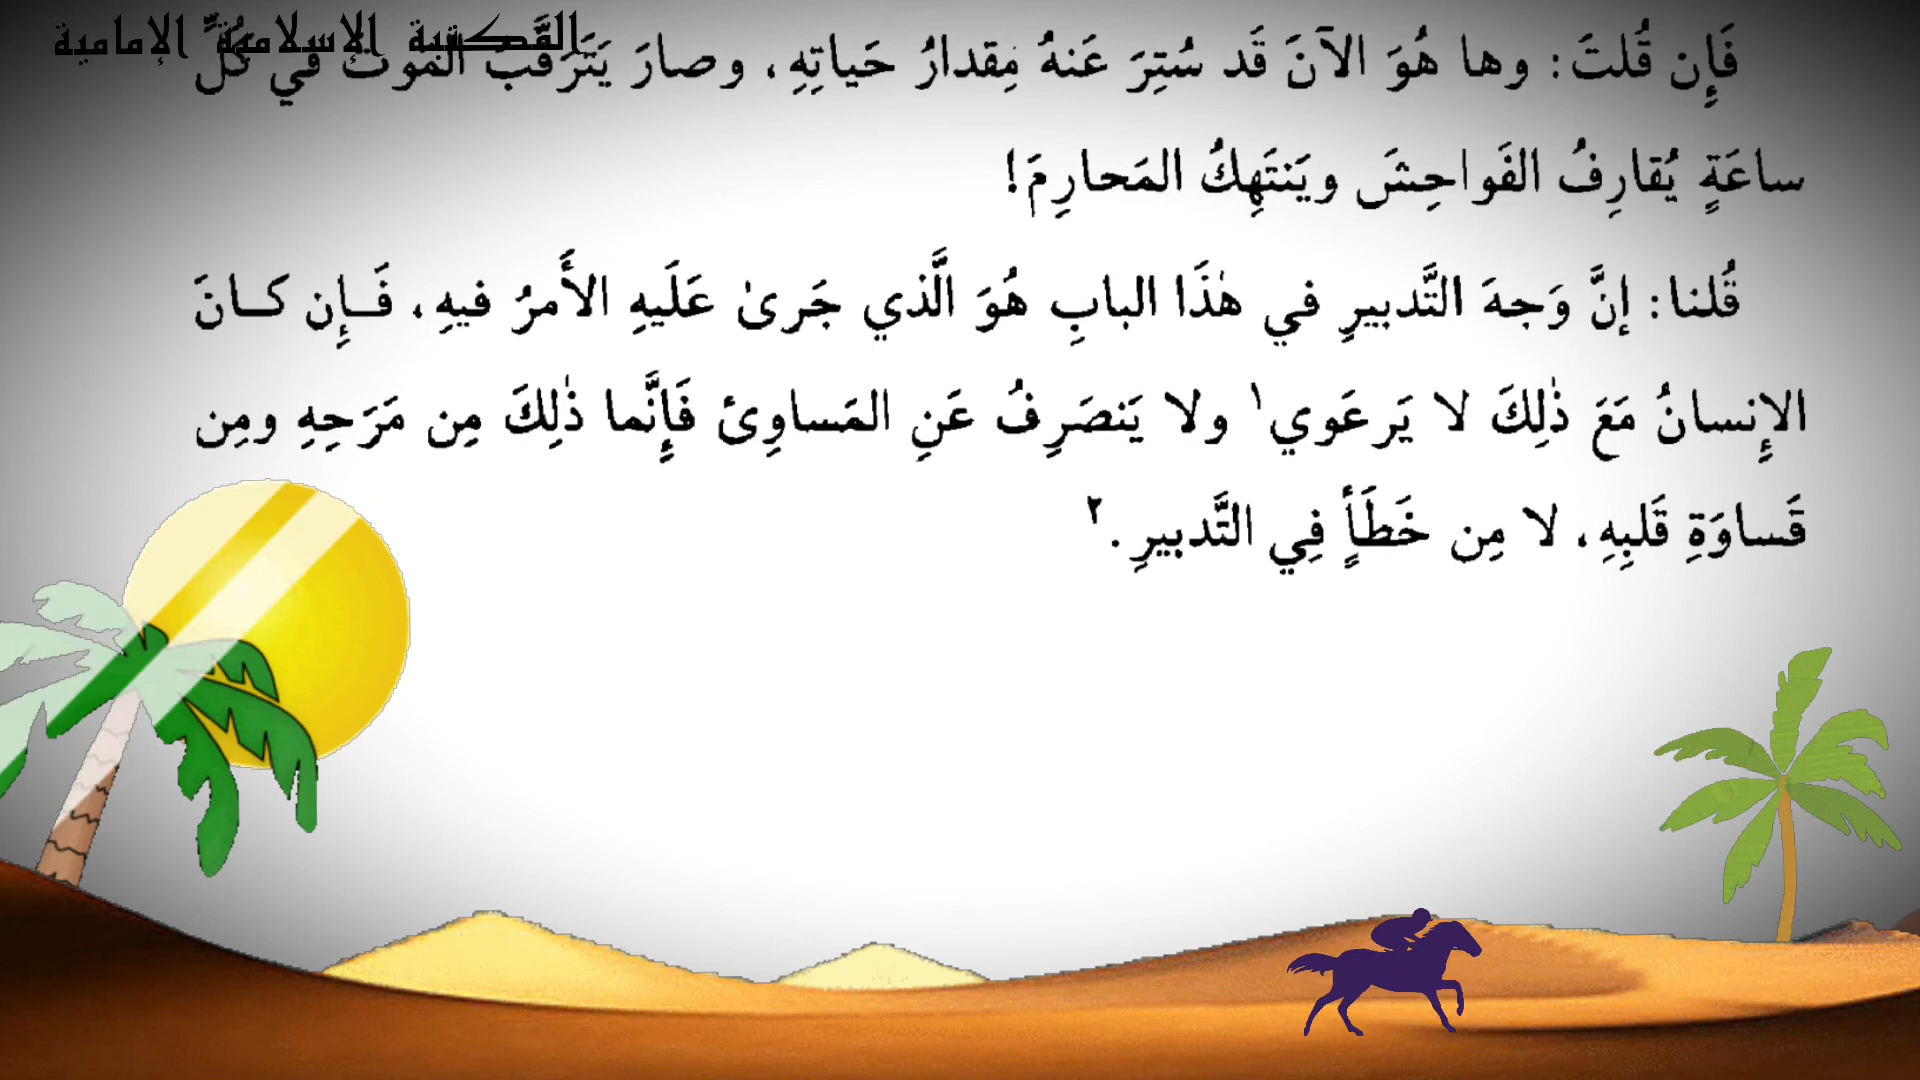 المكتبة الإسلامية الإمامية
فَإِن قُلتَ: وها هُوَ الآنَ قَد سُتِرَ عَنهُ مِقدارُ حَياتِهِ، وصارَ يَتَرَقَّبُ المَوتَ في كُلِّ
ساعَةٍ يُقارِفُ الفَواحِشَ ويَنتَهِكُ المَحارِمَ!
قُلنا: إنَّ وَجهَ التَّدبيرِ في هٰذَا البابِ هُوَ الَّذي جَرىٰ عَلَيهِ الأَمرُ فيهِ، فَإِن كانَ
الإِنسانُ مَعَ ذٰلِكَ لا يَرعَوي١ ولا يَنصَرِفُ عَنِ المَساوِئ فَإِنَّما ذٰلِكَ مِن مَرَحِهِ ومِن
قَساوَةِ قَلبِهِ، لا مِن خَطَأٍ فِي التَّدبيرِ.٢